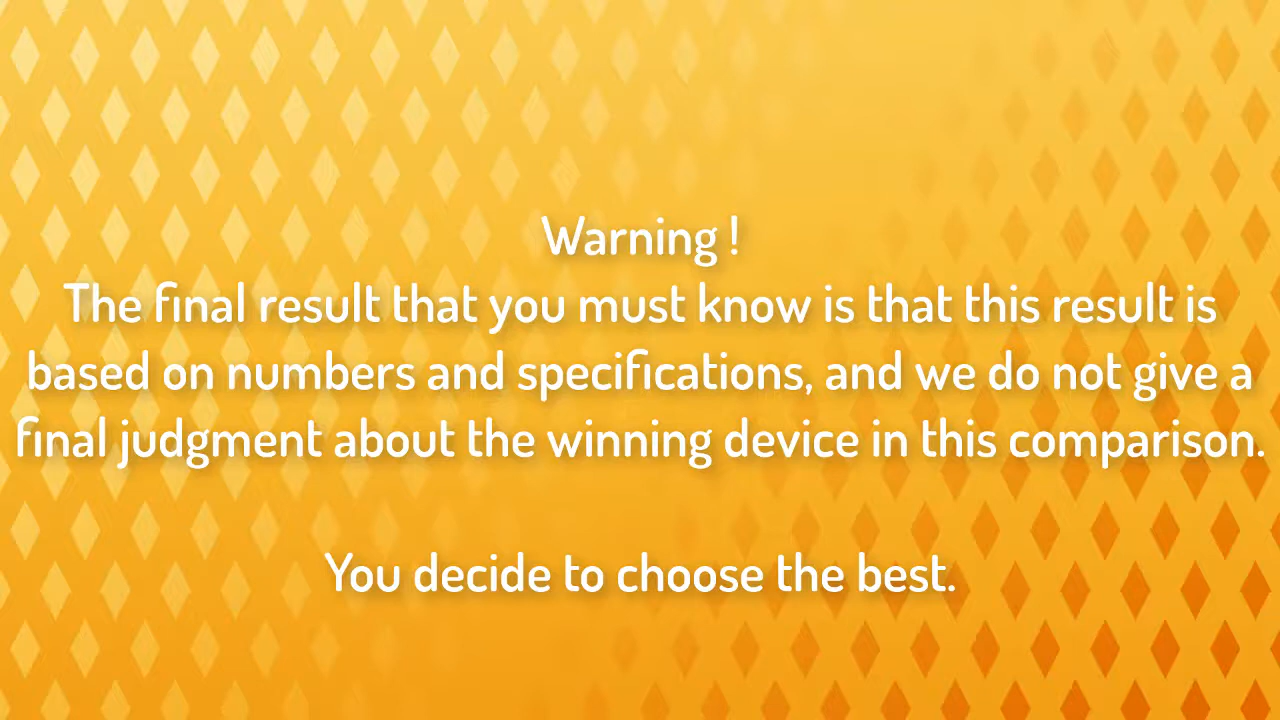 Warning !
The final result that you must know is that this result is
based on numbers and specifications, and we do not give a
final judgment about the winning device in this comparison.
You decide to choose the best.